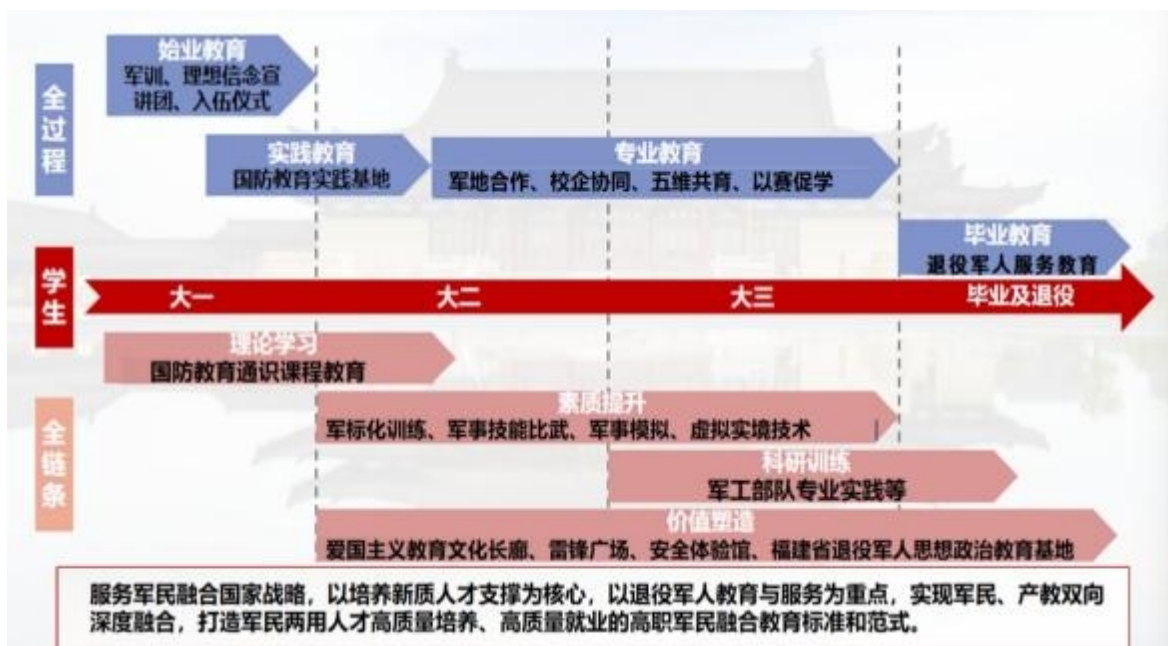 始业教育
军训、理想信念宣
讲团、入伍仪式
全过程
实践教育
国防教育实践基地
专业教育
军地合作、校企协同、五维共育、以赛促学
毕业教育
退役军人服务教育
学生
大一
大二
大三
毕业及退役
理论学习
国防教育通识课程教育
全链条
素质提升
军标化训练、军事技能比武、军事模拟、虚拟实境技术
科研训练
军工部队专业实践等
价值塑造
爱国主义教育文化长廊、雷锋广场、安全体验馆、福建省退役军人思想政治教育基地
服务军民融合国家战略，以培养新质人才支撑为核心，以退役军人教育与服务为重点，实现军民、产教双向
深度融合，打造军民两用人才高质量培养、高质量就业的高职军民融合教育标准和范式。